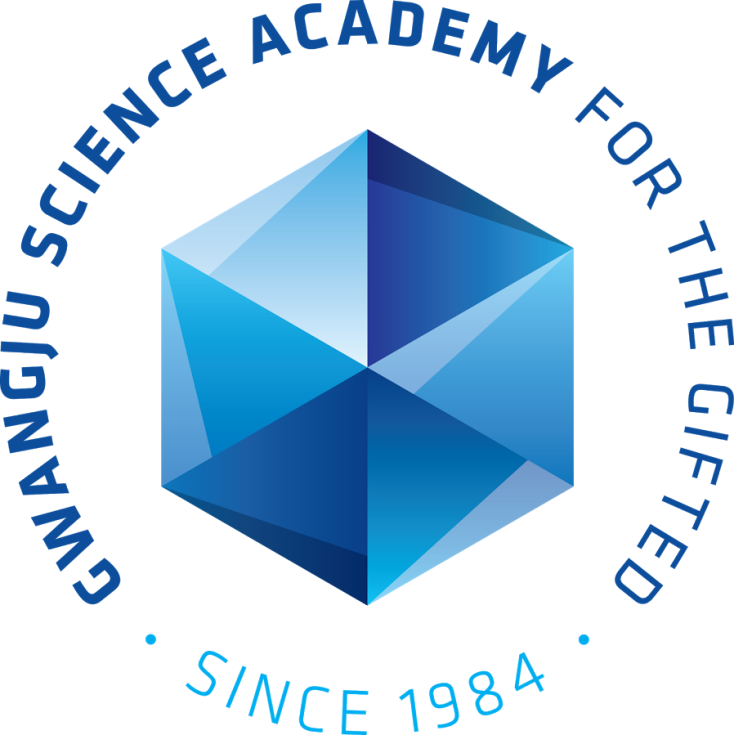 GWANGJU SCIENCE ACADEMY FOR THE GIFTED
• SINCE 1984 •